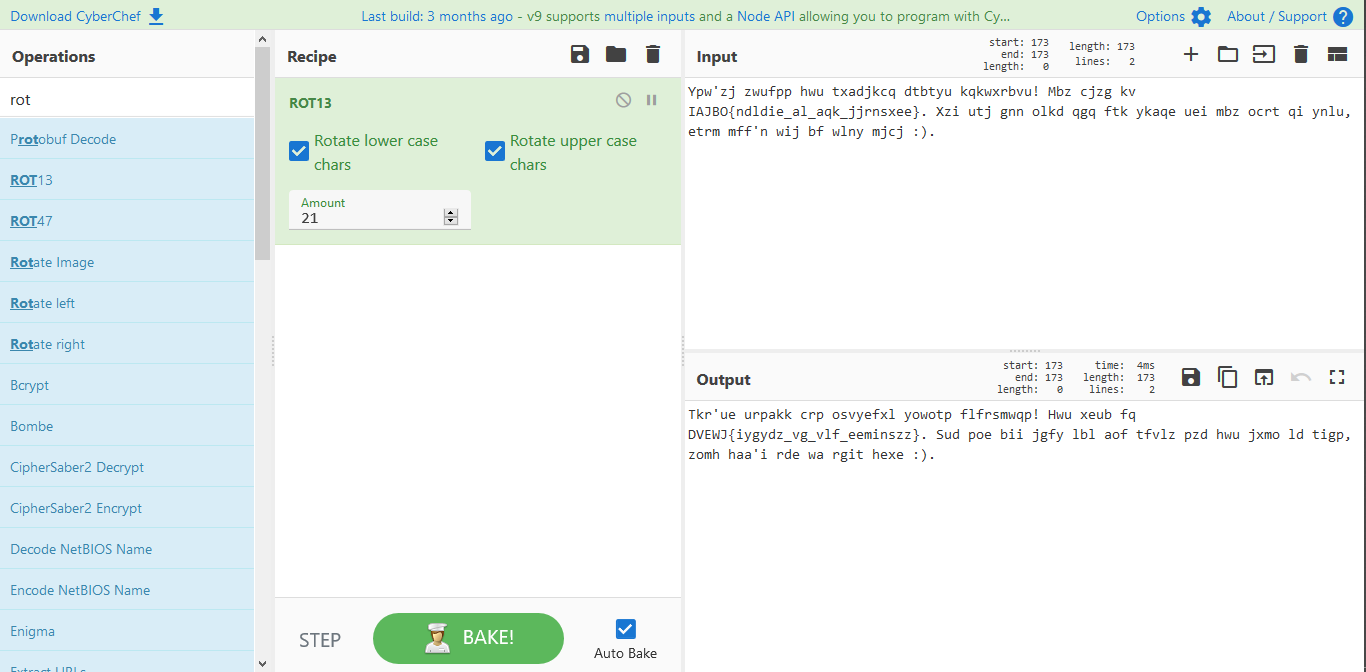 Download CyberChef
Last build: 3 months ago - v9 supports multiple inputs and a Node API allowing you to program with Cy...
Options
About / Support
Operations
rot
Protobuf Decode
ROT13
ROT47
Rotate Image
Rotate left
Rotate right
Bcrypt
Bombe
CipherSaber2 Decrypt
CipherSaber2 Encrypt
Decode NetBIOS Name
Encode NetBIOS Name
Enigma
Extract URLs
Recipe
ROT13
Rotate lower case
chars
Rotate upper case
chars
Amount
21
STEP
BAKE!
Auto Bake
Input
start: 173
end: 173
length: 0
length: 173
lines: 2
Ypw'zj zwufpp hwu txadjkcq dtbtyu kqkwxrbvu! Mbz cjzg kv
IAJBO{ndldie_al_aqk_jjrnsxee}. Xzi utj gnn olkd qgq ftk ykaqe uei mbz ocrt qi ynlu,
etrm mff'n wij bf wlny mjcj :).
Output
start: 173
end: 173
length: 0
time: 4ms
length: 173
lines: 2
Tkr'ue urpakk crp osvyefxl yowotp flfrsmwqp! Hwu xeub fq
DVEWJ{iygydz_vg_vlf_eeminszz}. Sud poe bii jgfy lbl aof tfvlz pzd hwu jxmo ld tigp,
zomh haa'i rde wa rgit hexe :).